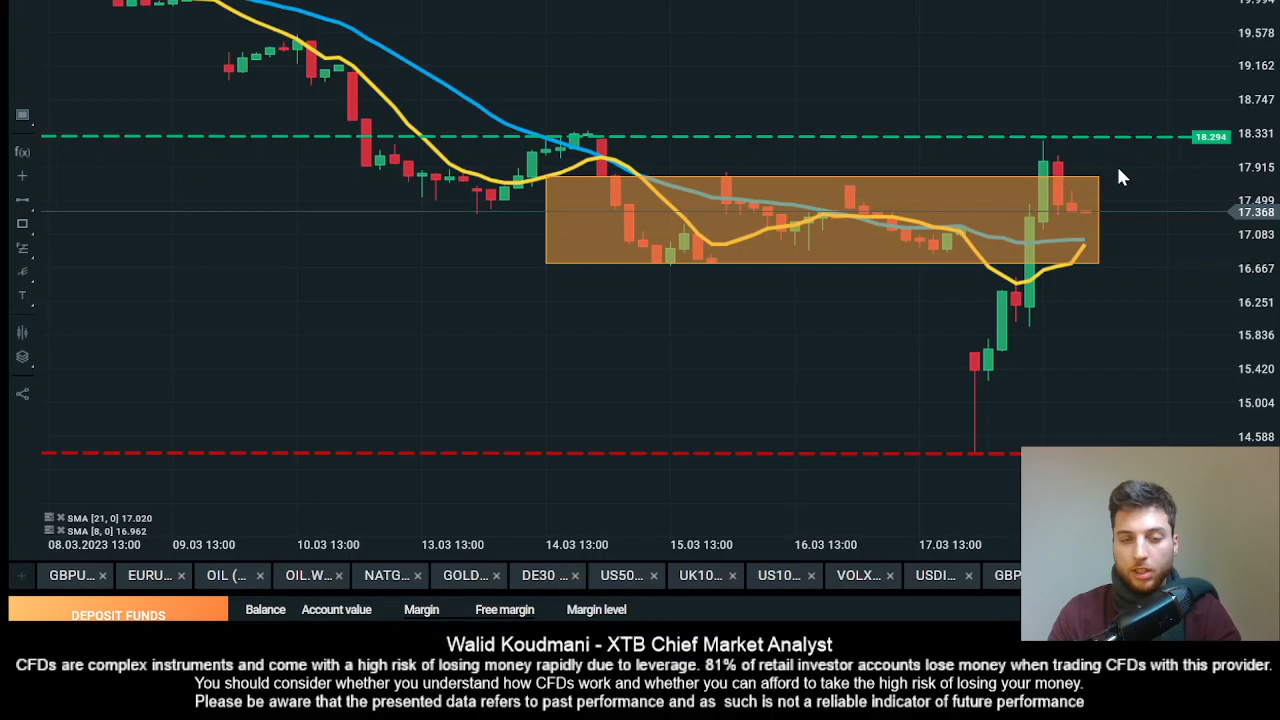 19.994
19.578
19.162
18.747
18.294
18.331
17.915
f(x)
17.499
17.368
17.083
16.667
T
16.251
15.836
15.420
15.004
14.588
SMA [21, 0] 17.020
SMA [8, 0] 16.962
08.03.2023 13:00 09.03 13:00 10.03 13:00 13.03 13:00 14.03 13:00 15.03 13:00 16.03 13:00 17.03 13:00
GBPU... EURU... OIL (... OIL.W... NATG... GOLD... DE30 ... US50... UK10... US10... VOLX... USDI... GBP
DEPOSIT FUNDS Balance Account value Margin Free margin Margin level
Walid Koudmani - XTB Chief Market Analyst
CFDs are complex instruments and come with a high risk of losing money rapidly due to leverage. 81% of retail investor accounts lose money when trading CFDs with this provider.
You should consider whether you understand how CFDs work and whether you can afford to take the high risk of losing your money.
Please be aware that the presented data refers to past performance and as such is not a reliable indicator of future performance